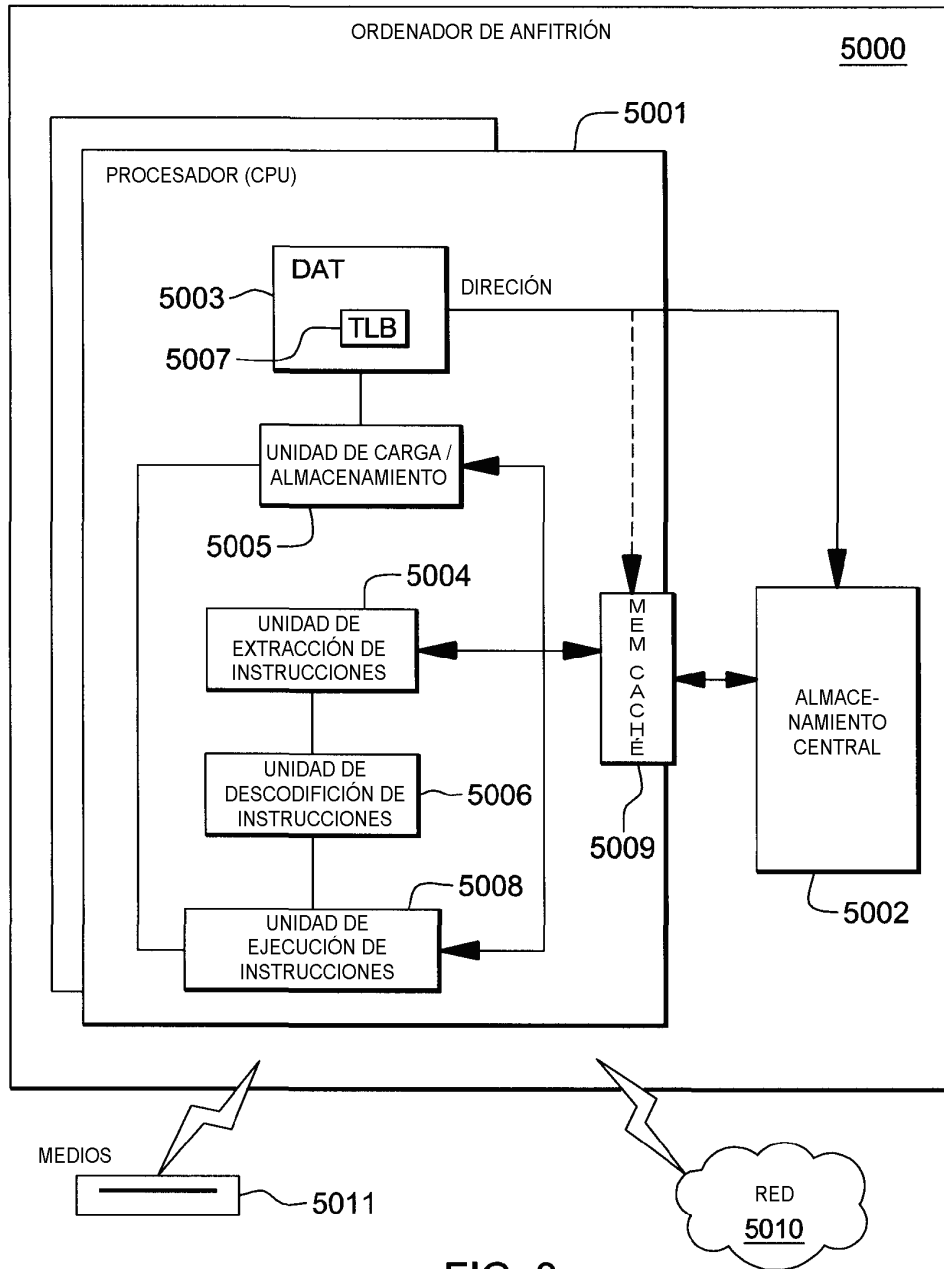 ORDENADOR DE ANFITRIÓN
5000
5001
PROCESADOR (CPU)
DAT
5003
DIRECIÓN
TLB
5007
UNIDAD DE CARGA /
ALMACENAMIENTO
5005
5004
UNIDAD DE
EXTRACCIÓN DE
INSTRUCCIONES
MEM CACHÉ
ALMACE-
NAMIENTO
CENTRAL
UNIDAD DE
DESCODIFICIÓN DE
INSTRUCCIONES
5006
5009
5008
5002
UNIDAD DE
EJECUCIÓN DE
INSTRUCCIONES
MEDIOS
5011
RED
5010